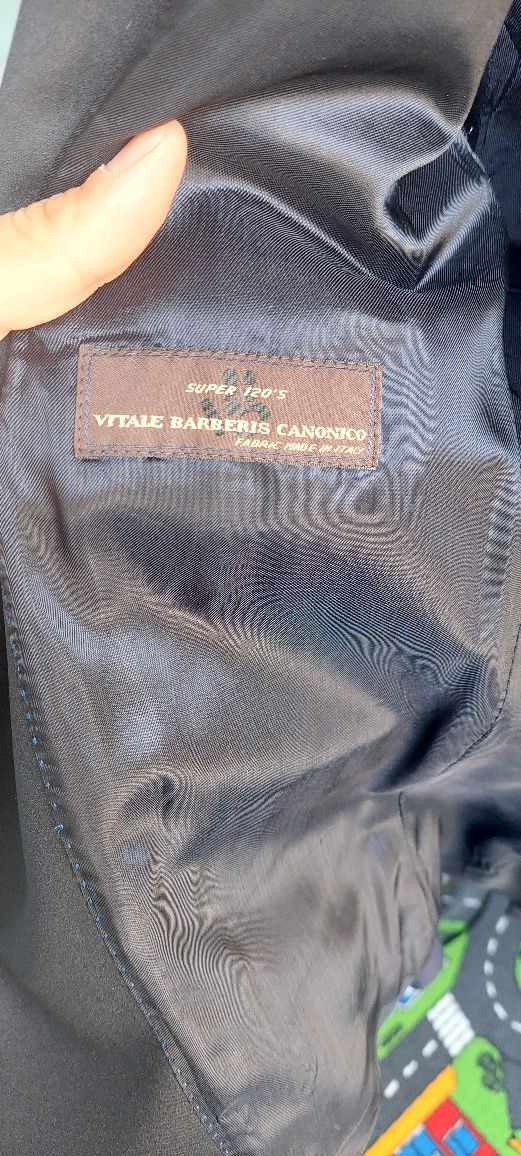 SUPER 120'S
VITALE BARBERIS CANONICO
FABRIC MADE IN ITALY